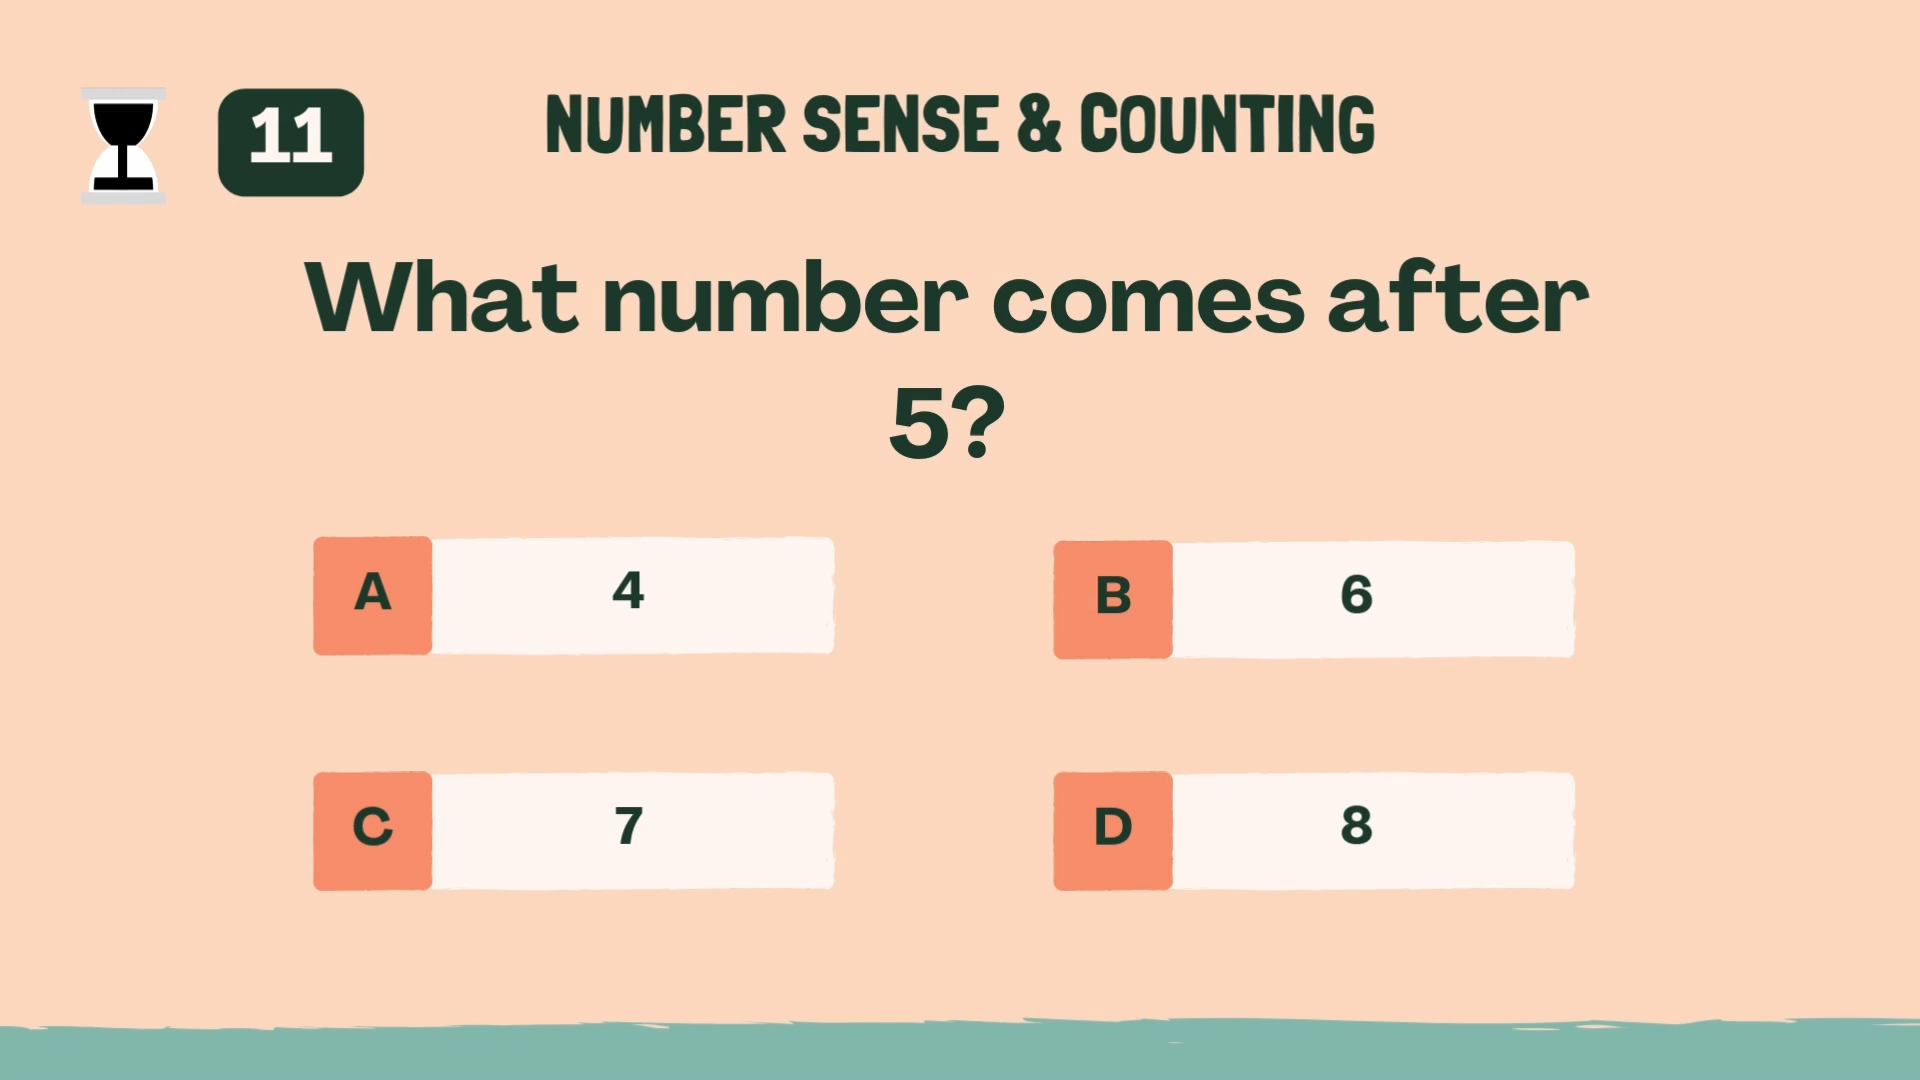 11
NUMBER SENSE & COUNTING
What number comes after
5?
A 4
B 6
C 7
D 8